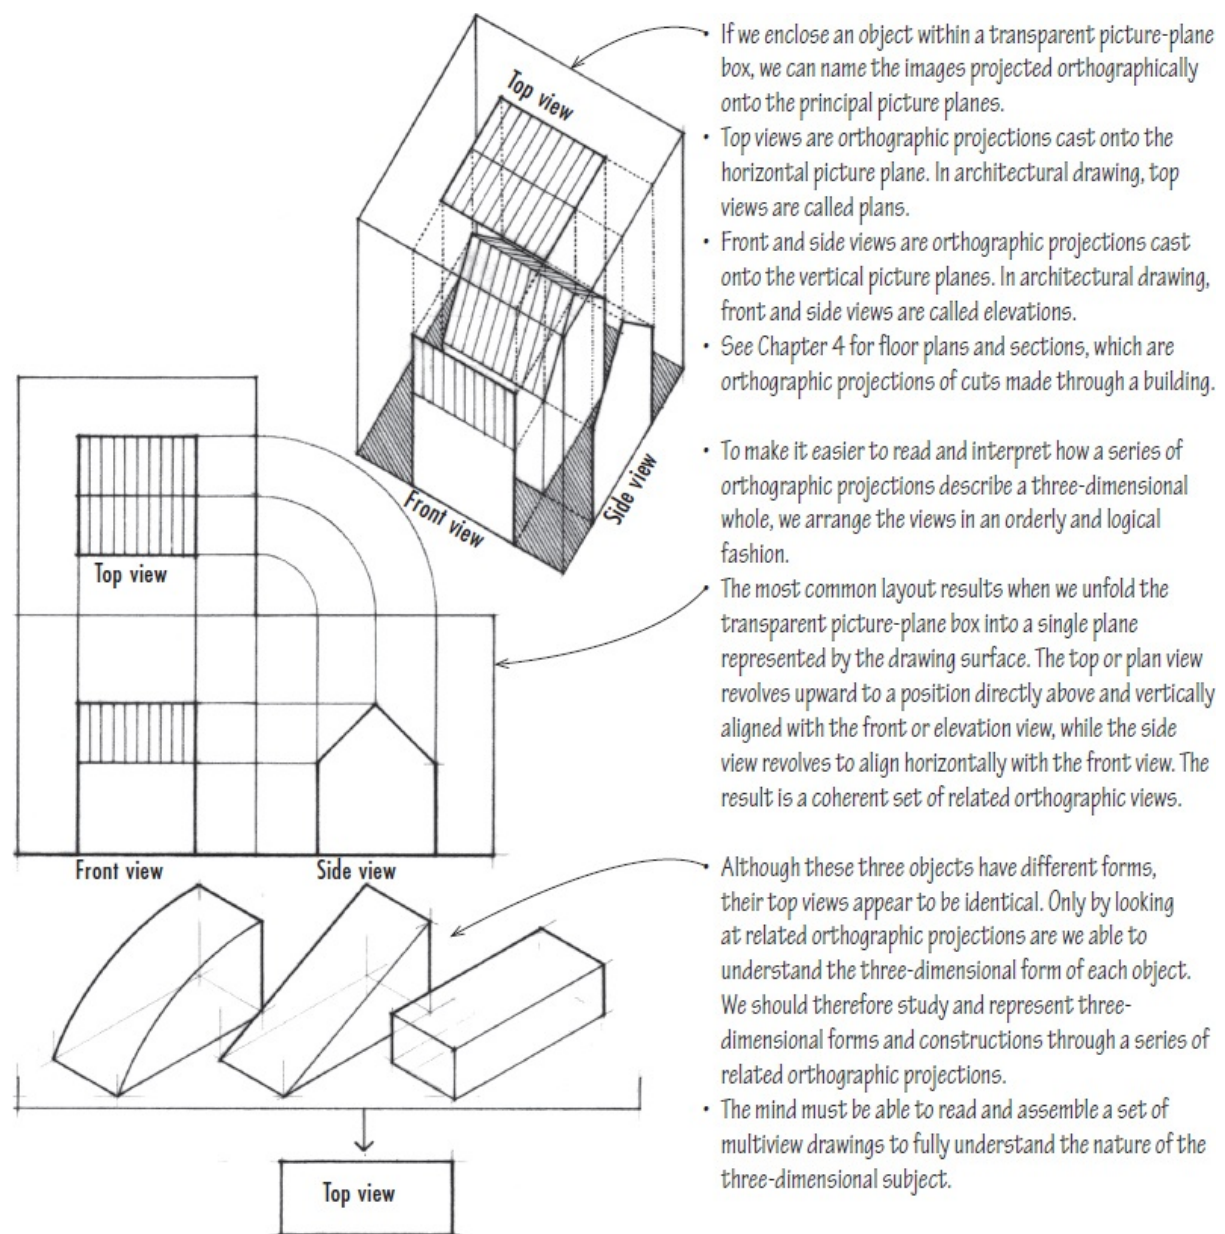 • If we enclose an object within a transparent picture-plane
box, we can name the images projected orthographically
onto the principal picture planes.
• Top views are orthographic projections cast onto the
horizontal picture plane. In architectural drawing, top
views are called plans.
• Front and side views are orthographic projections cast
onto the vertical picture planes. In architectural drawing,
front and side views are called elevations.
• See Chapter 4 for floor plans and sections, which are
orthographic projections of cuts made through a building.
Top view
Front view
Side view
• To make it easier to read and interpret how a series of
orthographic projections describe a three-dimensional
whole, we arrange the views in an orderly and logical
fashion.
• The most common layout results when we unfold the
transparent picture-plane box into a single plane
represented by the drawing surface. The top or plan view
revolves upward to a position directly above and vertically
aligned with the front or elevation view, while the side
view revolves to align horizontally with the front view. The
result is a coherent set of related orthographic views.
Top view
Front view
Side view
• Although these three objects have different forms,
their top views appear to be identical. Only by looking
at related orthographic projections are we able to
understand the three-dimensional form of each object.
We should therefore study and represent three-
dimensional forms and constructions through a series of
related orthographic projections.
• The mind must be able to read and assemble a set of
multiview drawings to fully understand the nature of the
three-dimensional subject.
Top view